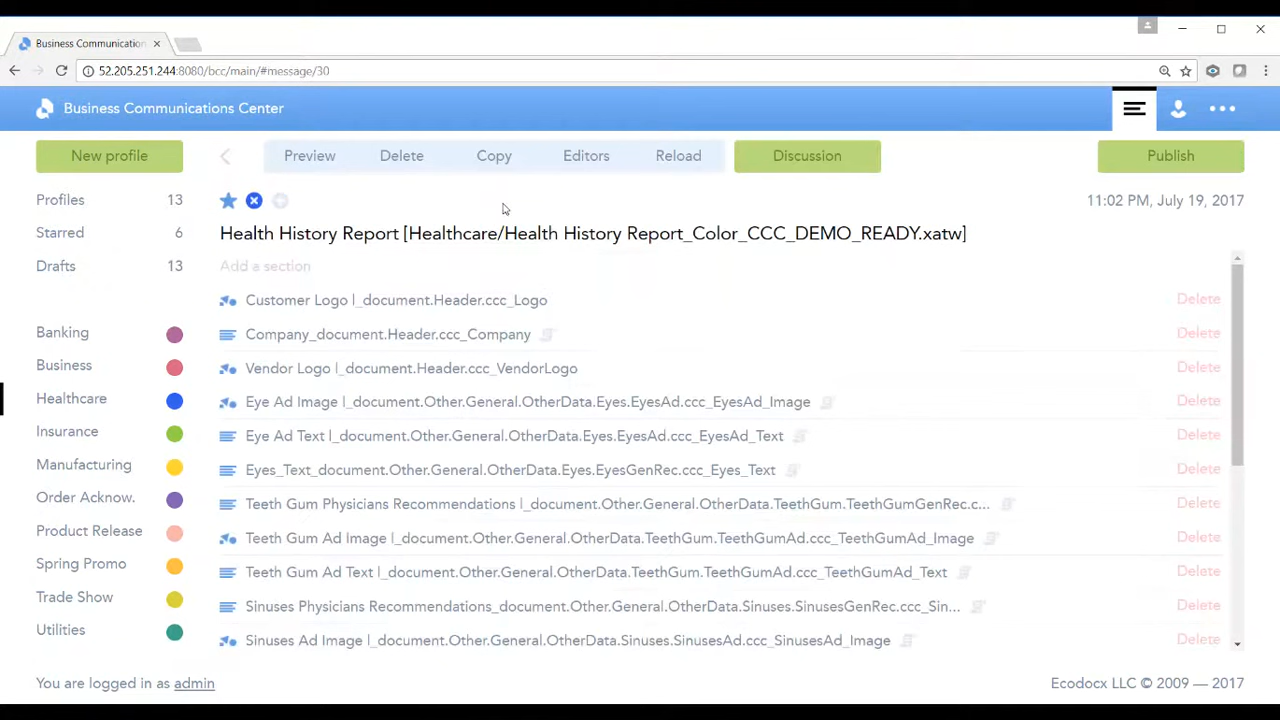 Business Communication
52.205.251.244:8080/bcc/main/#message/30
Business Communications Center
New profile
Preview
Delete
Copy
Editors
Reload
Discussion
Publish
Profiles 13
Starred 6
Drafts 13
Banking
Business
Healthcare
Insurance
Manufacturing
Order Acknow.
Product Release
Spring Promo
Trade Show
Utilities
11:02 PM, July 19, 2017
Health History Report [Healthcare/Health History Report_Color_CCC_DEMO_READY.xatw]
Add a section
Customer Logo |_document.Header.ccc_Logo Delete
Company_document.Header.ccc_Company Delete
Vendor Logo |_document.Header.ccc_VendorLogo Delete
Eye Ad Image |_document.Other.General.OtherData.Eyes.EyesAd.ccc_EyesAd_Image Delete
Eye Ad Text |_document.Other.General.OtherData.Eyes.EyesAd.ccc_EyesAd_Text Delete
Eyes_Text_document.Other.General.OtherData.Eyes.EyesGenRec.ccc_Eyes_Text Delete
Teeth Gum Physicians Recommendations |_document.Other.General.OtherData.TeethGum.TeethGumGenRec.c... Delete
Teeth Gum Ad Image |_document.Other.General.OtherData.TeethGum.TeethGumAd.ccc_TeethGumAd_Image Delete
Teeth Gum Ad Text |_document.Other.General.OtherData.TeethGum.TeethGumAd.ccc_TeethGumAd_Text Delete
Sinuses Physicians Recommendations_document.Other.General.OtherData.Sinuses.SinusesGenRec.ccc_Sin... Delete
Sinuses Ad Image |_document.Other.General.OtherData.Sinuses.SinusesAd.ccc_SinusesAd_Image Delete
You are logged in as admin
Ecodocx LLC © 2009 — 2017